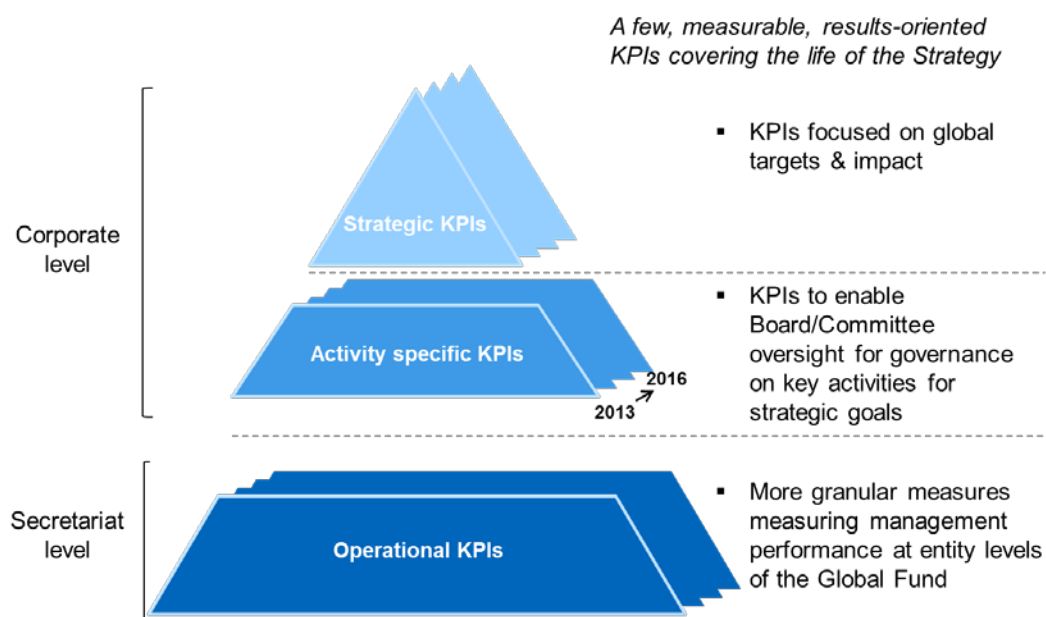 A few, measurable, results-oriented
KPIs covering the life of the Strategy
Corporate
level
Strategic KPIs
▪ KPIs focused on global
targets & impact
Activity specific KPIs
2013
2016
▪ KPIs to enable
Board/Committee
oversight for governance
on key activities for
strategic goals
Secretariat
level
Operational KPIs
▪ More granular measures
measuring management
performance at entity levels
of the Global Fund